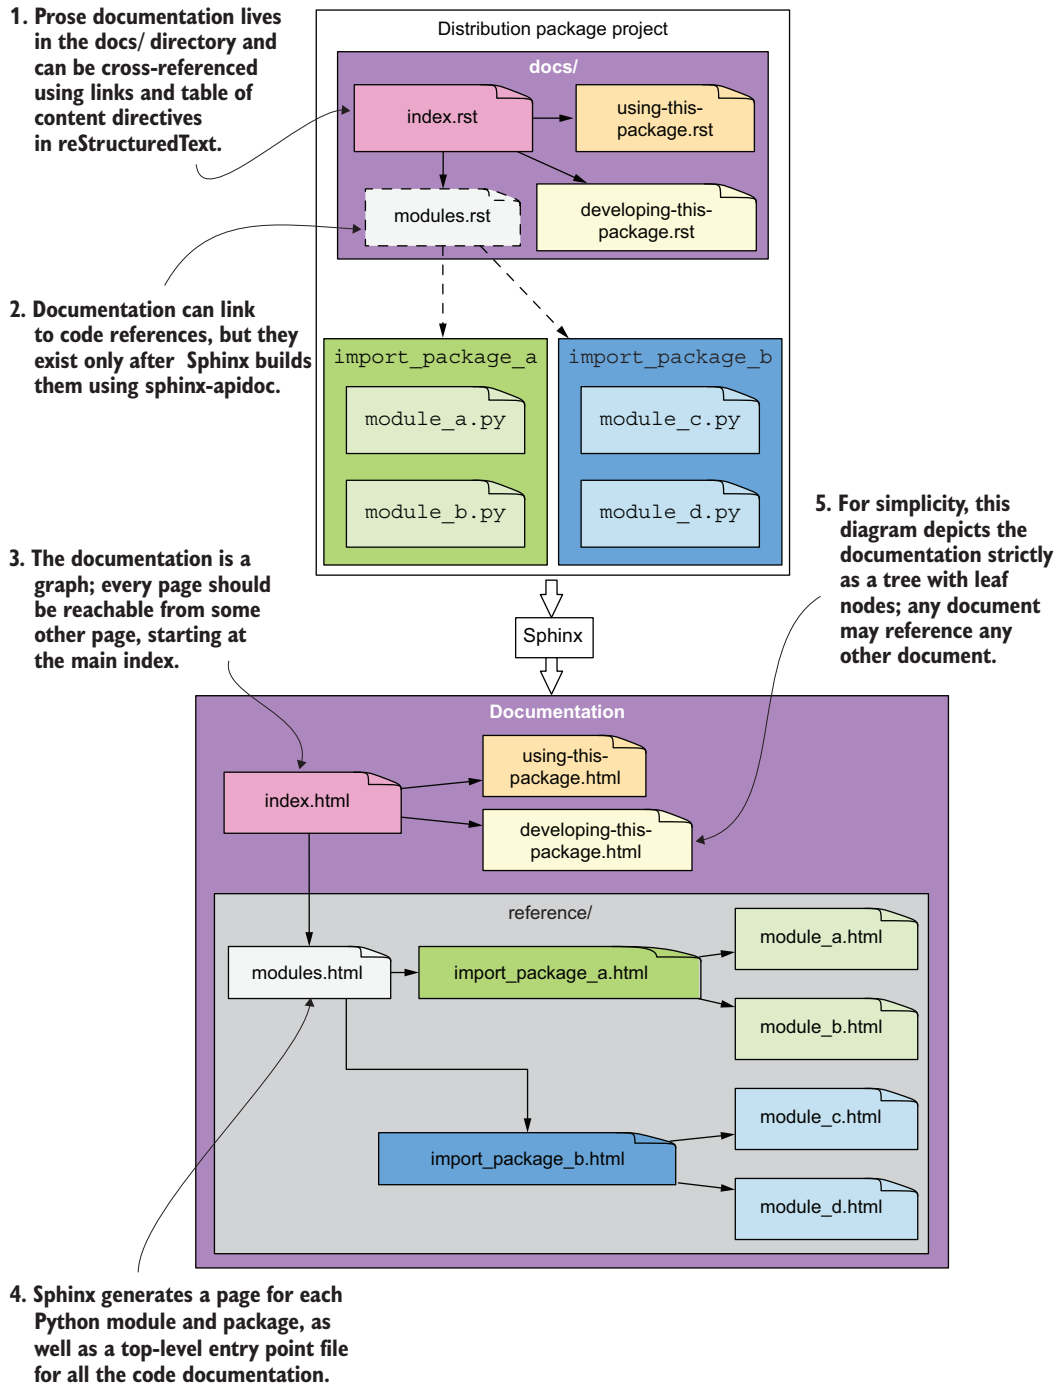 1. Prose documentation lives
in the docs/ directory and
can be cross-referenced
using links and table of
content directives
in reStructuredText.
Distribution package project
docs/
index.rst
using-this-
package.rst
modules.rst
developing-this-
package.rst
2. Documentation can link
to code references, but they
exist only after Sphinx builds
them using sphinx-apidoc.
import_package_a
import_package_b
module_a.py
module_c.py
module_b.py
module_d.py
3. The documentation is a
graph; every page should
be reachable from some
other page, starting at
the main index.
5. For simplicity, this
diagram depicts the
documentation strictly
as a tree with leaf
nodes; any document
may reference any
other document.
Sphinx
Documentation
using-this-
package.html
index.html
developing-this-
package.html
reference/
module_a.html
modules.html
import_package_a.html
module_b.html
module_c.html
import_package_b.html
module_d.html
4. Sphinx generates a page for each
Python module and package, as
well as a top-level entry point file
for all the code documentation.